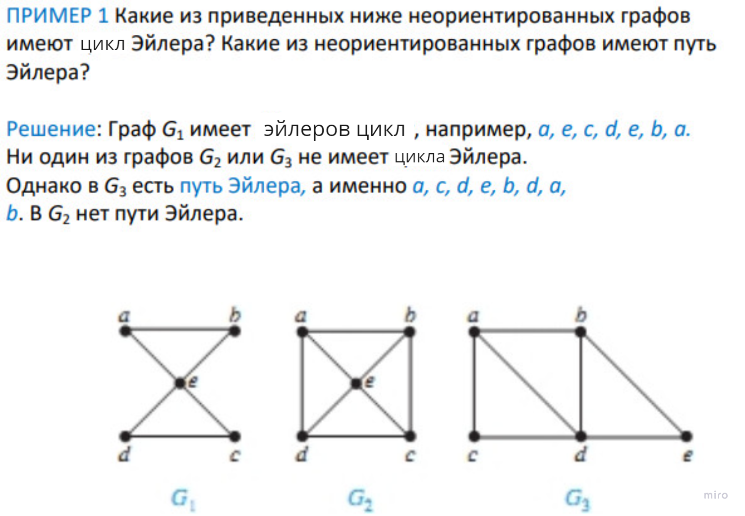 ПРИМЕР 1 Какие из приведенных ниже неориентированных графов
имеют цикл Эйлера? Какие из неориентированных графов имеют путь
Эйлера?
Решение: Граф G₁ имеет эйлеров цикл , например, a, e, c, d, e, b, a.
Ни один из графов G₂ или G₃ не имеет цикла Эйлера.
Однако в G₃ есть путь Эйлера, а именно a, c, d, e, b, d, a,
b. В G₂ нет пути Эйлера.
a b a b a b
e e
d c d c c d e
G₁ G₂ G₃
miro